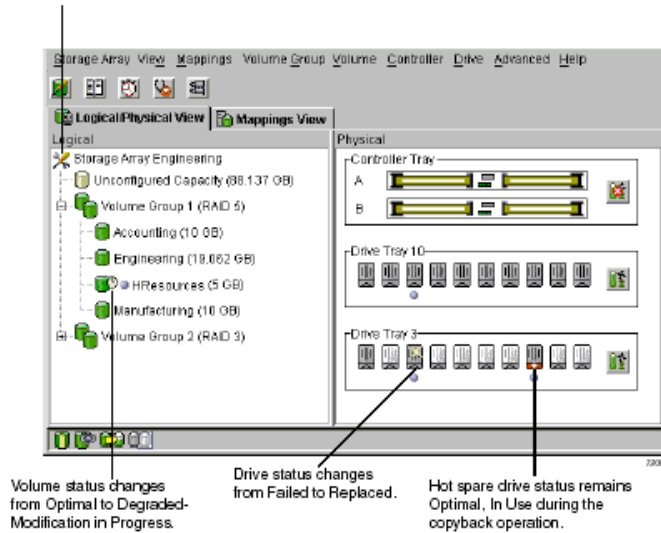 Storage Array View Mappings Volume Group Volume Controller Drive Advanced Help
Logical/Physical View Mappings View
Logical
Storage Array Engineering
Unconfigured Capacity (88.137 GB)
Volume Group 1 (RAID 5)
Accounting (10 GB)
Engineering (19.062 GB)
HResources (5 GB)
Manufacturing (10 GB)
Volume Group 2 (RAID 3)
Physical
Controller Tray
A
B
Drive Tray 10
Drive Tray 3
Volume status changes
from Optimal to Degraded-
Modification in Progress.
Drive status changes
from Failed to Replaced.
Hot spare drive status remains
Optimal, In Use during the
copyback operation.